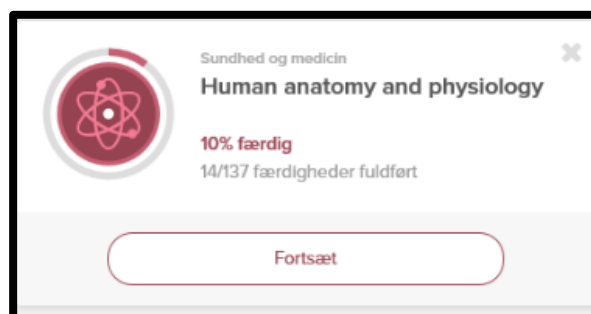 Sundhed og medicin
Human anatomy and physiology
10% færdig
14/137 færdigheder fuldført
Fortsæt